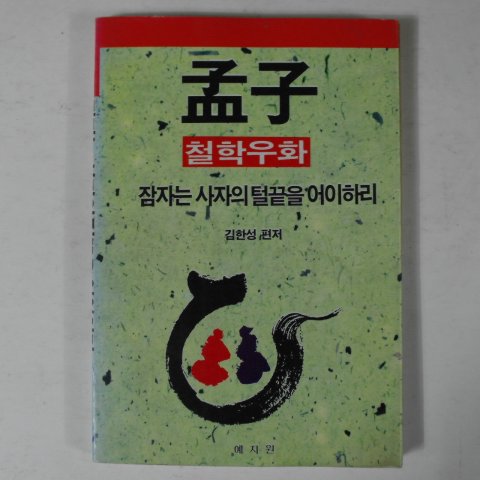 孟子
철학우화
잠자는 사자의 털끝을 어이하리
김한성 편저
예지원